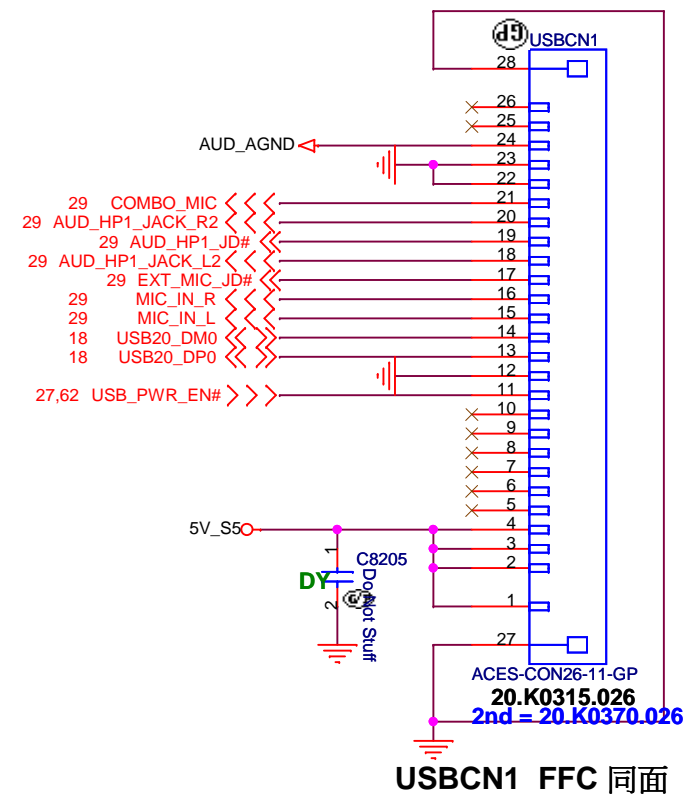 GP
USBCN1
28
26
25
AUD_AGND 24
23
22
29 COMBO_MIC 21
29 AUD_HP1_JACK_R2 20
29 AUD_HP1_JD# 19
29 AUD_HP1_JACK_L2 18
29 EXT_MIC_JD# 17
29 MIC_IN_R 16
29 MIC_IN_L 15
18 USB20_DM0 14
18 USB20_DP0 13
12
27,62 USB_PWR_EN# 11
10
9
8
7
6
5
5V_S5 4
3
2
1
1
C8205
DY
Do Not Stuff
2
27
ACES-CON26-11-GP
20.K0315.026
2nd = 20.K0370.026
USBCN1 FFC 同面